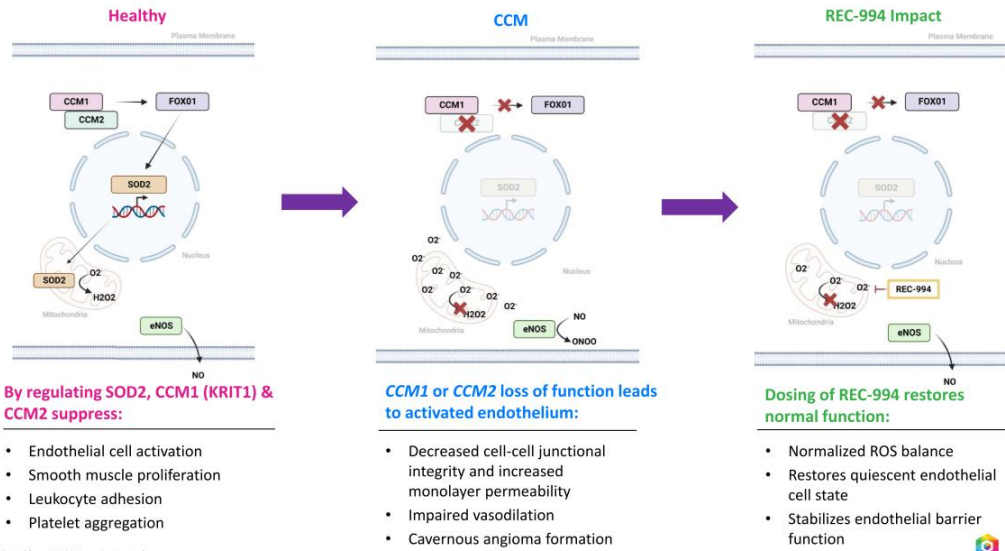 Healthy
Plasma Membrane
CCM1
FOX01
CCM2
SOD2
Nucleus
SOD2
O2-
H2O2
Mitochondria
eNOS
NO
By regulating SOD2, CCM1 (KRIT1) &
CCM2 suppress:
• Endothelial cell activation
• Smooth muscle proliferation
• Leukocyte adhesion
• Platelet aggregation
CCM
Plasma Membrane
CCM1
FOX01
SOD2
Nucleus
O2-
O2-
O2-
O2-
O2-
O2-
O2-
O2-
O2-
H2O2
Mitochondria
eNOS
NO
ONOO
CCM1 or CCM2 loss of function leads
to activated endothelium:
• Decreased cell-cell junctional
integrity and increased
monolayer permeability
• Impaired vasodilation
• Cavernous angioma formation
REC-994 Impact
Plasma Membrane
CCM1
FOX01
SOD2
Nucleus
O2-
O2-
O2-
H2O2
REC-994
Mitochondria
eNOS
NO
Dosing of REC-994 restores
normal function:
• Normalized ROS balance
• Restores quiescent endothelial
cell state
• Stabilizes endothelial barrier
function